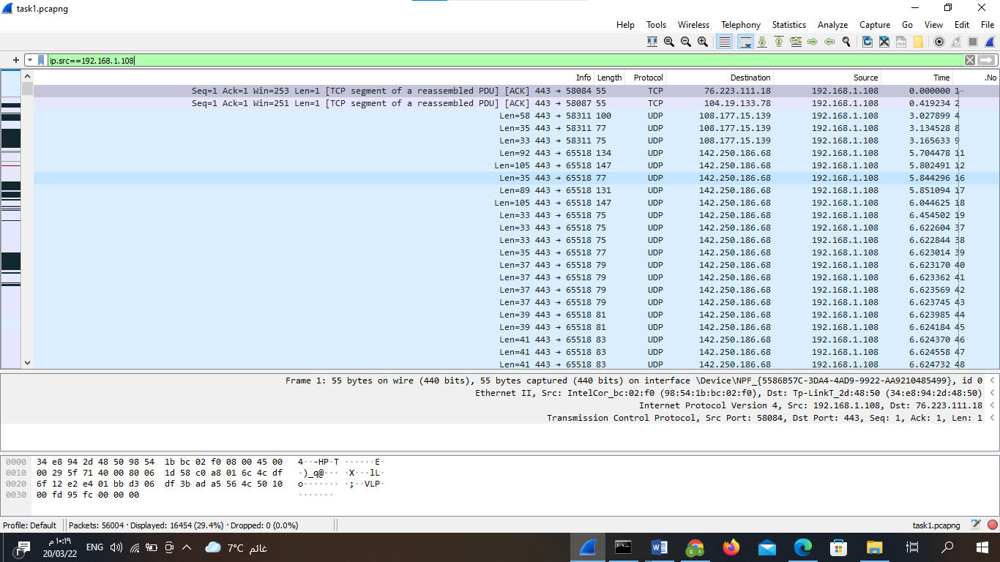 task1.pcapng
Help Tools Wireless Telephony Statistics Analyze Capture Go View Edit File
ip.src==192.168.1.108
Info Length Protocol Destination Source Time .No
Seq=1 Ack=1 Win=253 Len=1 [TCP segment of a reassembled PDU] [ACK] 443 → 58084 55 TCP 76.223.111.18 192.168.1.108 0.000000 1
Seq=1 Ack=1 Win=251 Len=1 [TCP segment of a reassembled PDU] [ACK] 443 → 58087 55 TCP 104.19.133.78 192.168.1.108 0.419234 2
Len=58 443 → 58311 100 UDP 108.177.15.139 192.168.1.108 3.027899 4
Len=35 443 → 58311 77 UDP 108.177.15.139 192.168.1.108 3.134528 8
Len=33 443 → 58311 75 UDP 108.177.15.139 192.168.1.108 3.165633 9
Len=92 443 → 65518 134 UDP 142.250.186.68 192.168.1.108 5.704478 11
Len=105 443 → 65518 147 UDP 142.250.186.68 192.168.1.108 5.802491 12
Len=35 443 → 65518 77 UDP 142.250.186.68 192.168.1.108 5.844296 16
Len=89 443 → 65518 131 UDP 142.250.186.68 192.168.1.108 5.851094 17
Len=105 443 → 65518 147 UDP 142.250.186.68 192.168.1.108 6.044625 18
Len=33 443 → 65518 75 UDP 142.250.186.68 192.168.1.108 6.454502 19
Len=33 443 → 65518 75 UDP 142.250.186.68 192.168.1.108 6.622604 37
Len=33 443 → 65518 75 UDP 142.250.186.68 192.168.1.108 6.622844 38
Len=35 443 → 65518 77 UDP 142.250.186.68 192.168.1.108 6.623014 39
Len=37 443 → 65518 79 UDP 142.250.186.68 192.168.1.108 6.623170 40
Len=37 443 → 65518 79 UDP 142.250.186.68 192.168.1.108 6.623362 41
Len=37 443 → 65518 79 UDP 142.250.186.68 192.168.1.108 6.623569 42
Len=37 443 → 65518 79 UDP 142.250.186.68 192.168.1.108 6.623745 43
Len=39 443 → 65518 81 UDP 142.250.186.68 192.168.1.108 6.623985 44
Len=39 443 → 65518 81 UDP 142.250.186.68 192.168.1.108 6.624184 45
Len=41 443 → 65518 83 UDP 142.250.186.68 192.168.1.108 6.624370 46
Len=41 443 → 65518 83 UDP 142.250.186.68 192.168.1.108 6.624558 47
Len=41 443 → 65518 83 UDP 142.250.186.68 192.168.1.108 6.624732 48
Frame 1: 55 bytes on wire (440 bits), 55 bytes captured (440 bits) on interface \Device\NPF_{5586B57C-3DA4-4AD9-9922-AA9210485499}, id 0
Ethernet II, Src: IntelCor_bc:02:f0 (98:54:1b:bc:02:f0), Dst: Tp-LinkT_2d:48:50 (34:e8:94:2d:48:50)
Internet Protocol Version 4, Src: 192.168.1.108, Dst: 76.223.111.18
Transmission Control Protocol, Src Port: 58084, Dst Port: 443, Seq: 1, Ack: 1, Len: 1
0000 34 e8 94 2d 48 50 98 54 1b bc 02 f0 08 00 45 00 4··-HP·T ······E·
0010 00 29 5f 71 40 00 80 06 1d 58 c0 a8 01 6c 4c df ·)_q@··· ·X···lL·
0020 6f 12 e2 e4 01 bb d3 06 df 3b ad a5 56 4c 50 10 o······· ·;··VLP·
0030 00 fd 95 fc 00 00 00 ·······
Profile: Default Packets: 56004 · Displayed: 16454 (29.4%) · Dropped: 0 (0.0%) task1.pcapng
١٠:١٩ م
20/03/22
ENG
7°C غائم